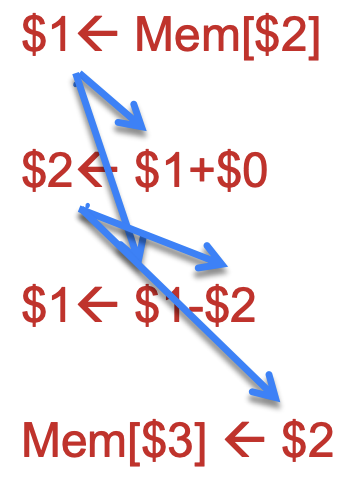 $1← Mem[$2]
$2← $1+$0
$1← $1-$2
Mem[$3] ← $2